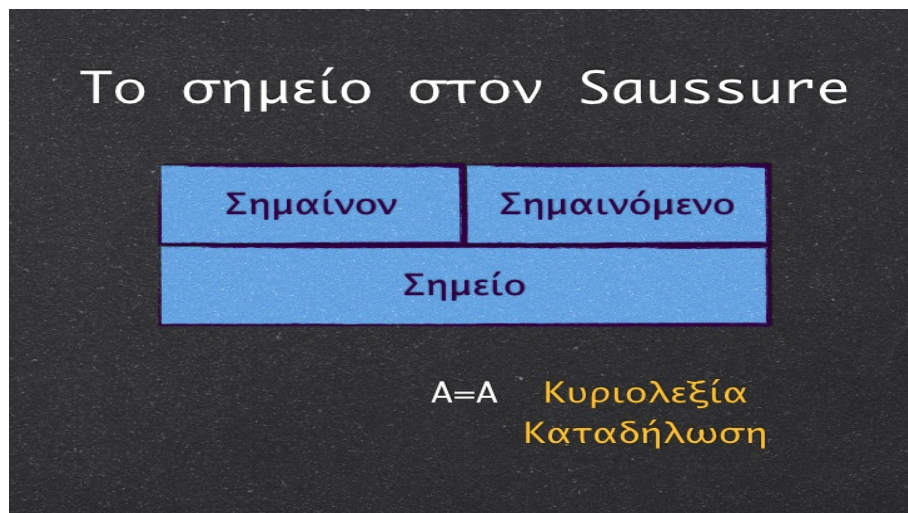 Το σημείο στον Saussure
Σημαίνον Σημαινόμενο
Σημείο
Α=Α Κυριολεξία
Καταδήλωση